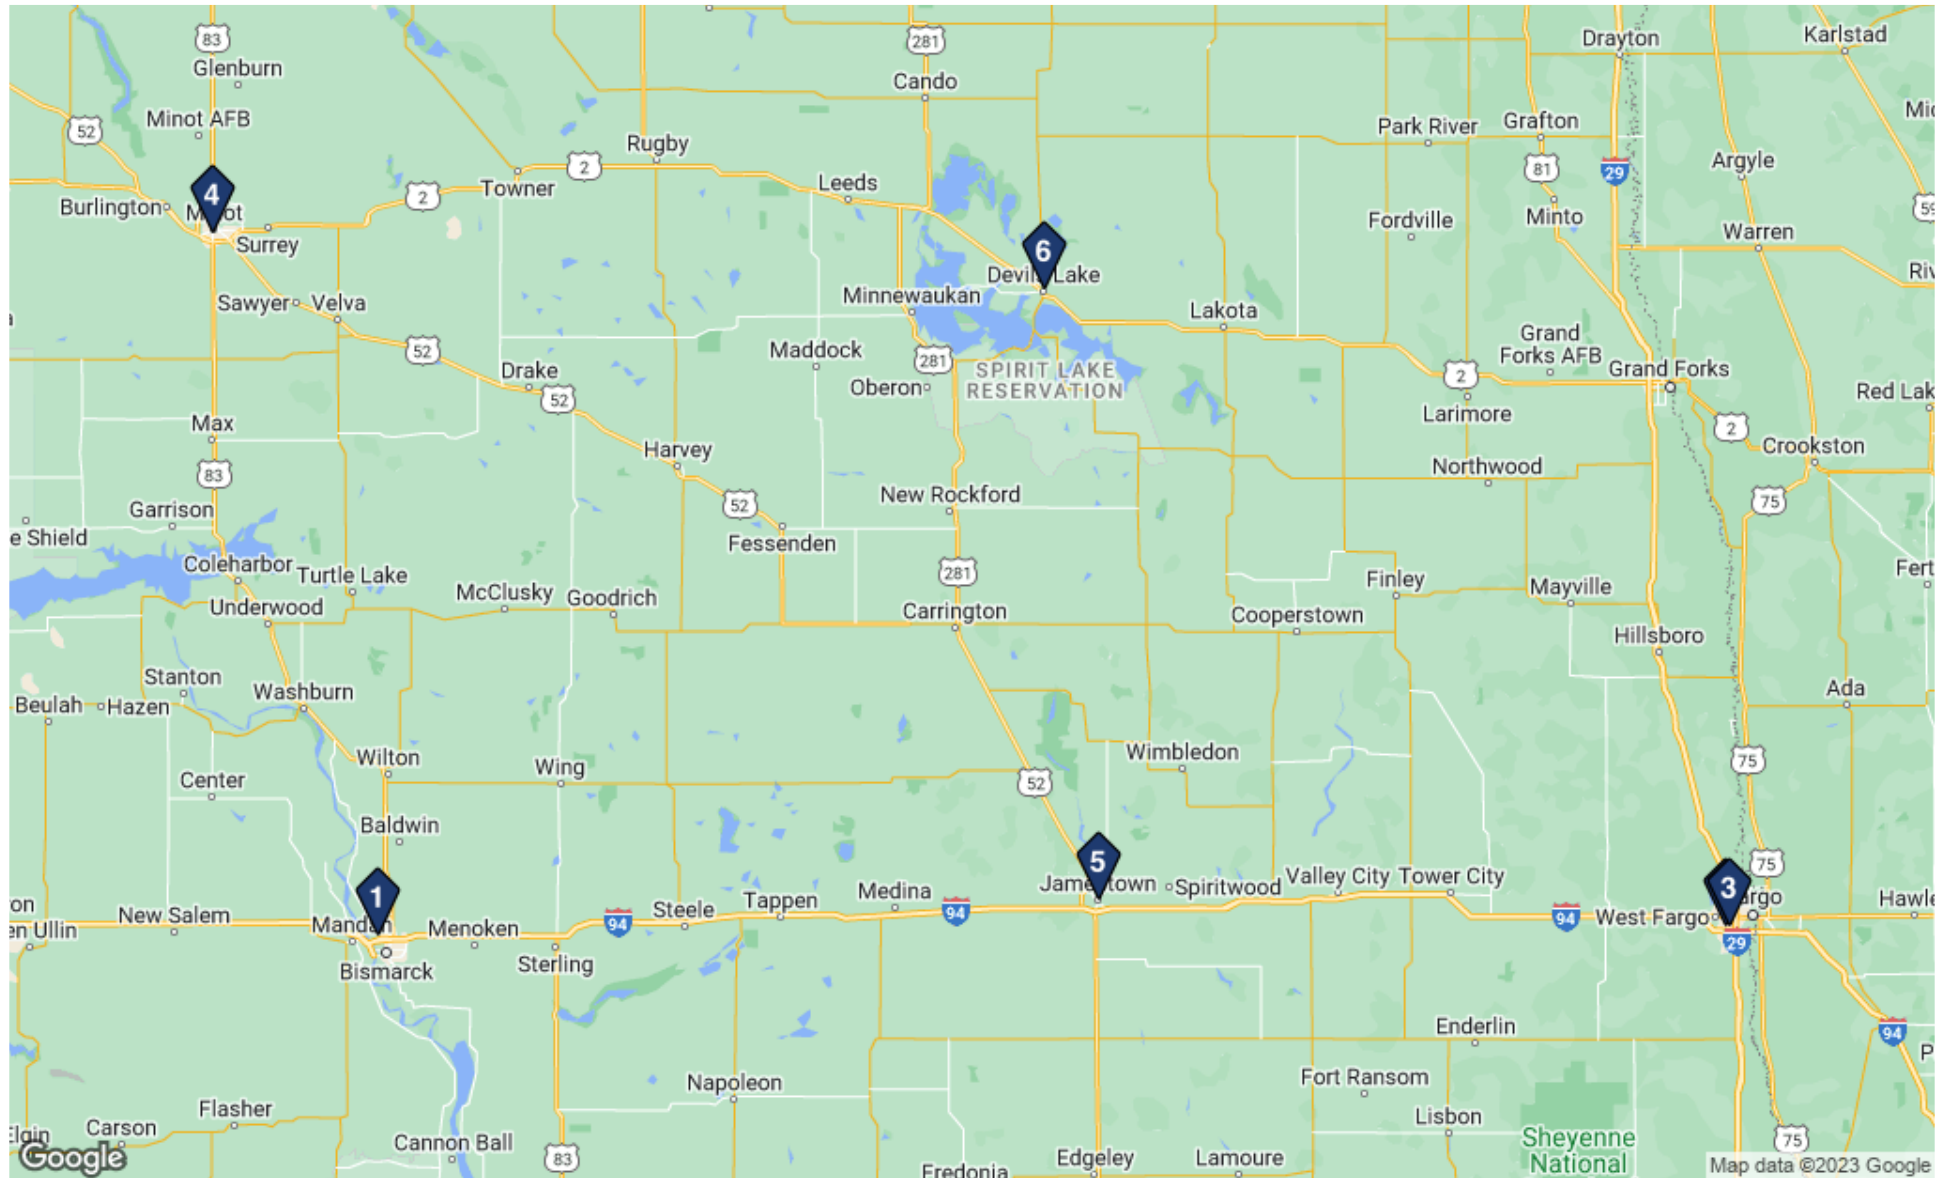 83
Drayton
Karlstad
281
Glenburn
Cando
Minot AFB
52
Rugby
Park River
Grafton
Argyle
81
29
Towner
2
2
Leeds
4
Burlington
Surrey
Fordville
Minto
59
Warren
6
Devils Lake
Sawyer
Velva
Minnewaukan
Lakota
Grand
Forks AFB
52
Maddock
281
SPIRIT LAKE
RESERVATION
Drake
Oberon
2
Grand Forks
52
Larimore
Max
2
Crookston
Harvey
Northwood
83
New Rockford
75
Garrison
52
e Shield
Fessenden
Coleharbor
Turtle Lake
281
Finley
Mayville
McClusky
Goodrich
Underwood
Carrington
Cooperstown
Hillsboro
Stanton
Washburn
Ada
Beulah
Hazen
Wilton
Wing
Wimbledon
75
Center
52
Baldwin
5
75
Jamestown
Spiritwood
Valley City
Tower City
1
3
Medina
Tappen
Steele
New Salem
94
94
94
West Fargo
Mandan
Menoken
29
Sterling
Bismarck
Enderlin
94
Napoleon
Fort Ransom
Flasher
Lisbon
Carson
Cannon Ball
83
Edgeley
Lamoure
Sheyenne
National
75
Fredonia
Google
Map data ©2023 Google